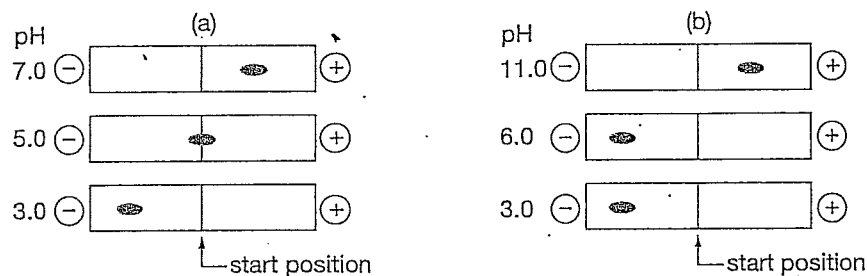 (a)
pH
7.0 − +
5.0 − +
3.0 − +
start position
(b)
pH
11.0 − +
6.0 − +
3.0 − +
start position